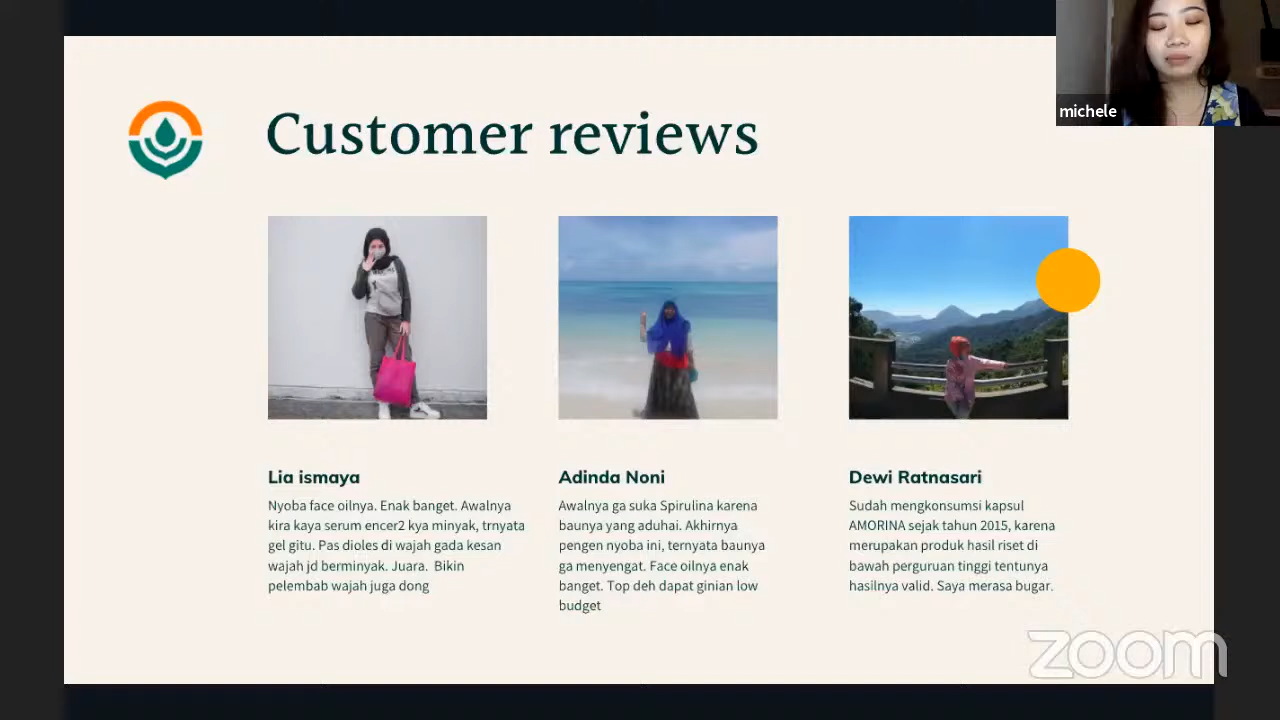 michele
Customer reviews
Lia ismaya
Nyoba face oilnya. Enak banget. Awalnya
kira kaya serum encer2 kya minyak, trnyata
gel gitu. Pas dioles di wajah gada kesan
wajah jd berminyak. Juara.  Bikin
pelembab wajah juga dong
Adinda Noni
Awalnya ga suka Spirulina karena
baunya yang aduhai. Akhirnya
pengen nyoba ini, ternyata baunya
ga menyengat. Face oilnya enak
banget. Top deh dapat ginian low
budget
Dewi Ratnasari
Sudah mengkonsumsi kapsul
AMORINA sejak tahun 2015, karena
merupakan produk hasil riset di
bawah perguruan tinggi tentunya
hasilnya valid. Saya merasa bugar.
zoom